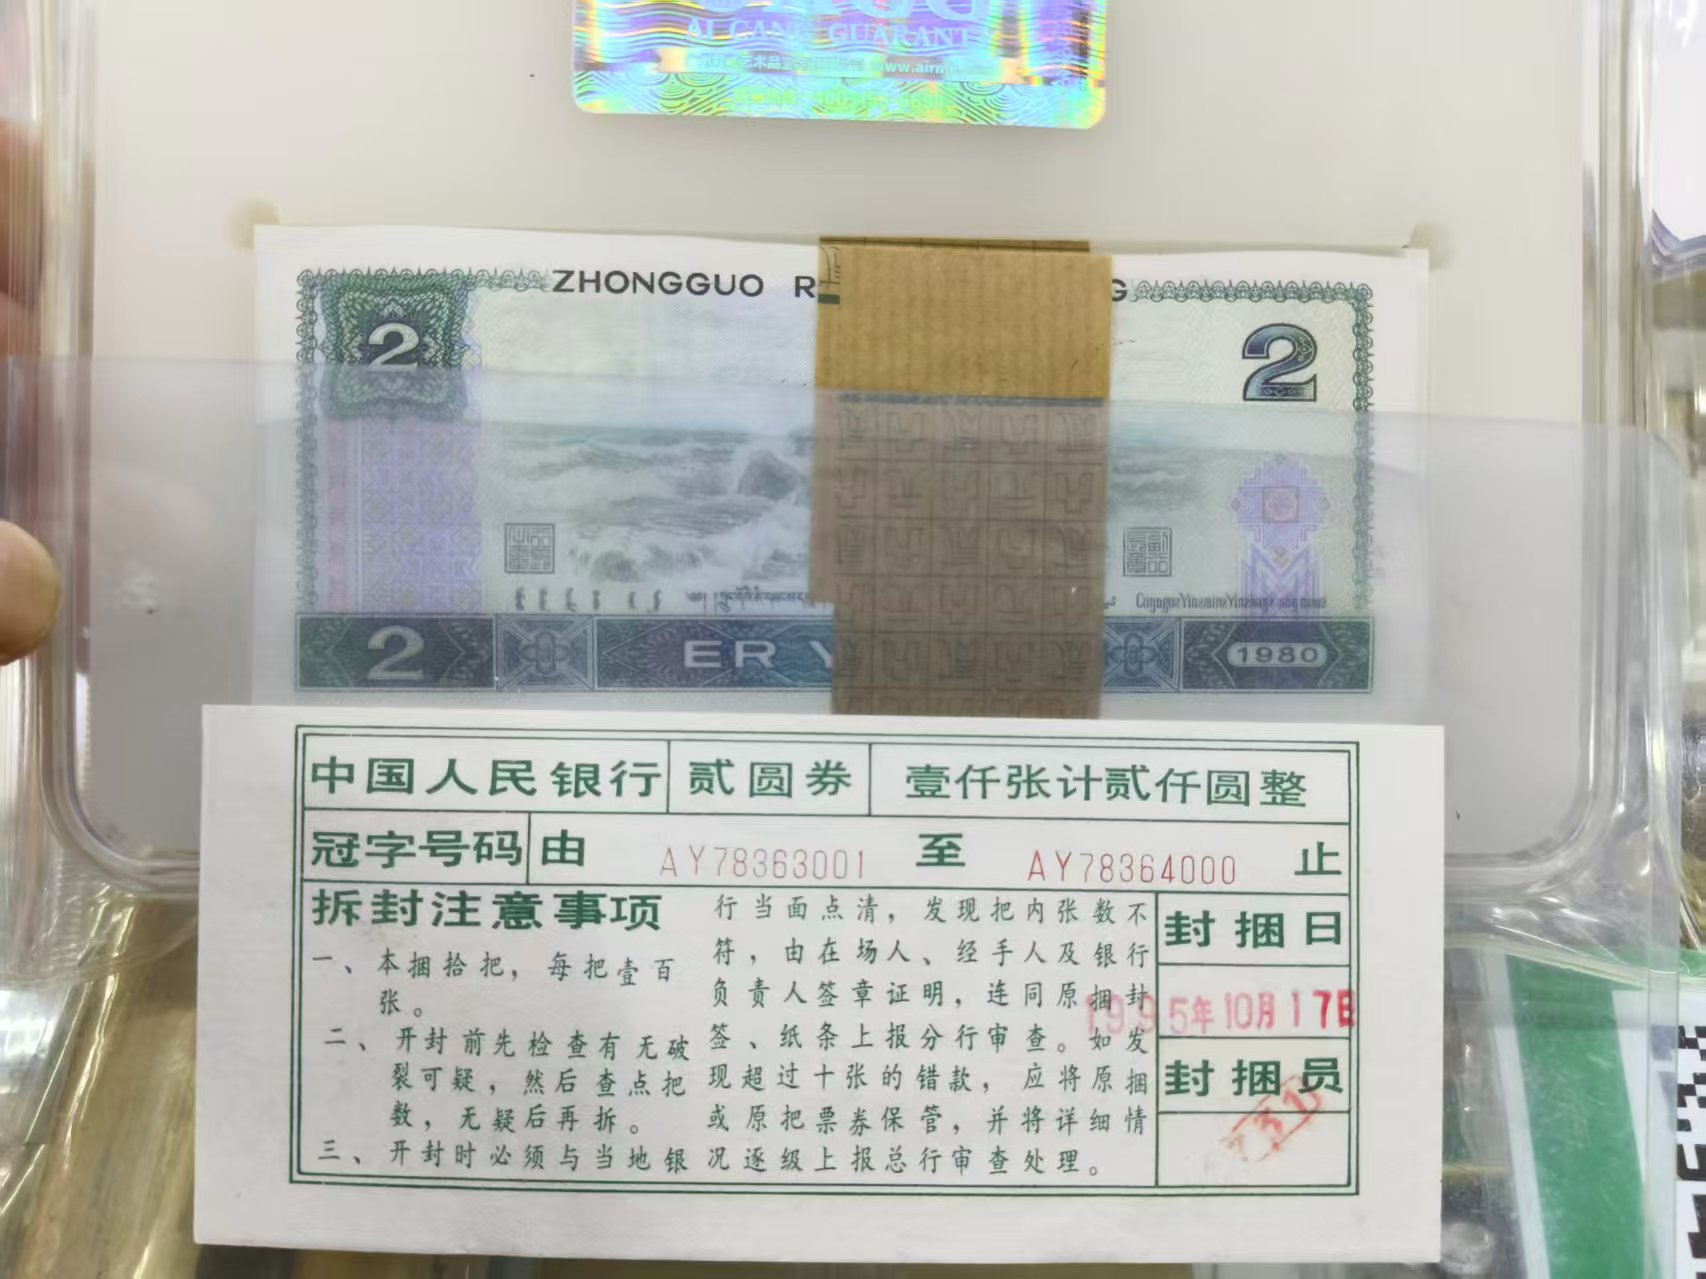 AI CANG GUARANT
www.air
ZHONGGUO R
G
2
2
2
ER Y
1980
中国人民银行 贰圆券 壹仟张计贰仟圆整
冠字号码 由 AY78363001 至 AY78364000 止
拆封注意事项
一、本捆拾把，每把壹百
张。
二、开封前先检查有无破
裂可疑，然后查点把
数，无疑后再拆。
三、开封时必须与当地银
行当面点清，发现把内张数不
符，由在场人、经手人及银行
负责人签章证明，连同原捆封
签、纸条上报分行审查。如发
现超过十张的错款，应将原捆
或原把票券保管，并将详细情
况逐级上报总行审查处理。
封捆日
1995年10月17日
封捆员